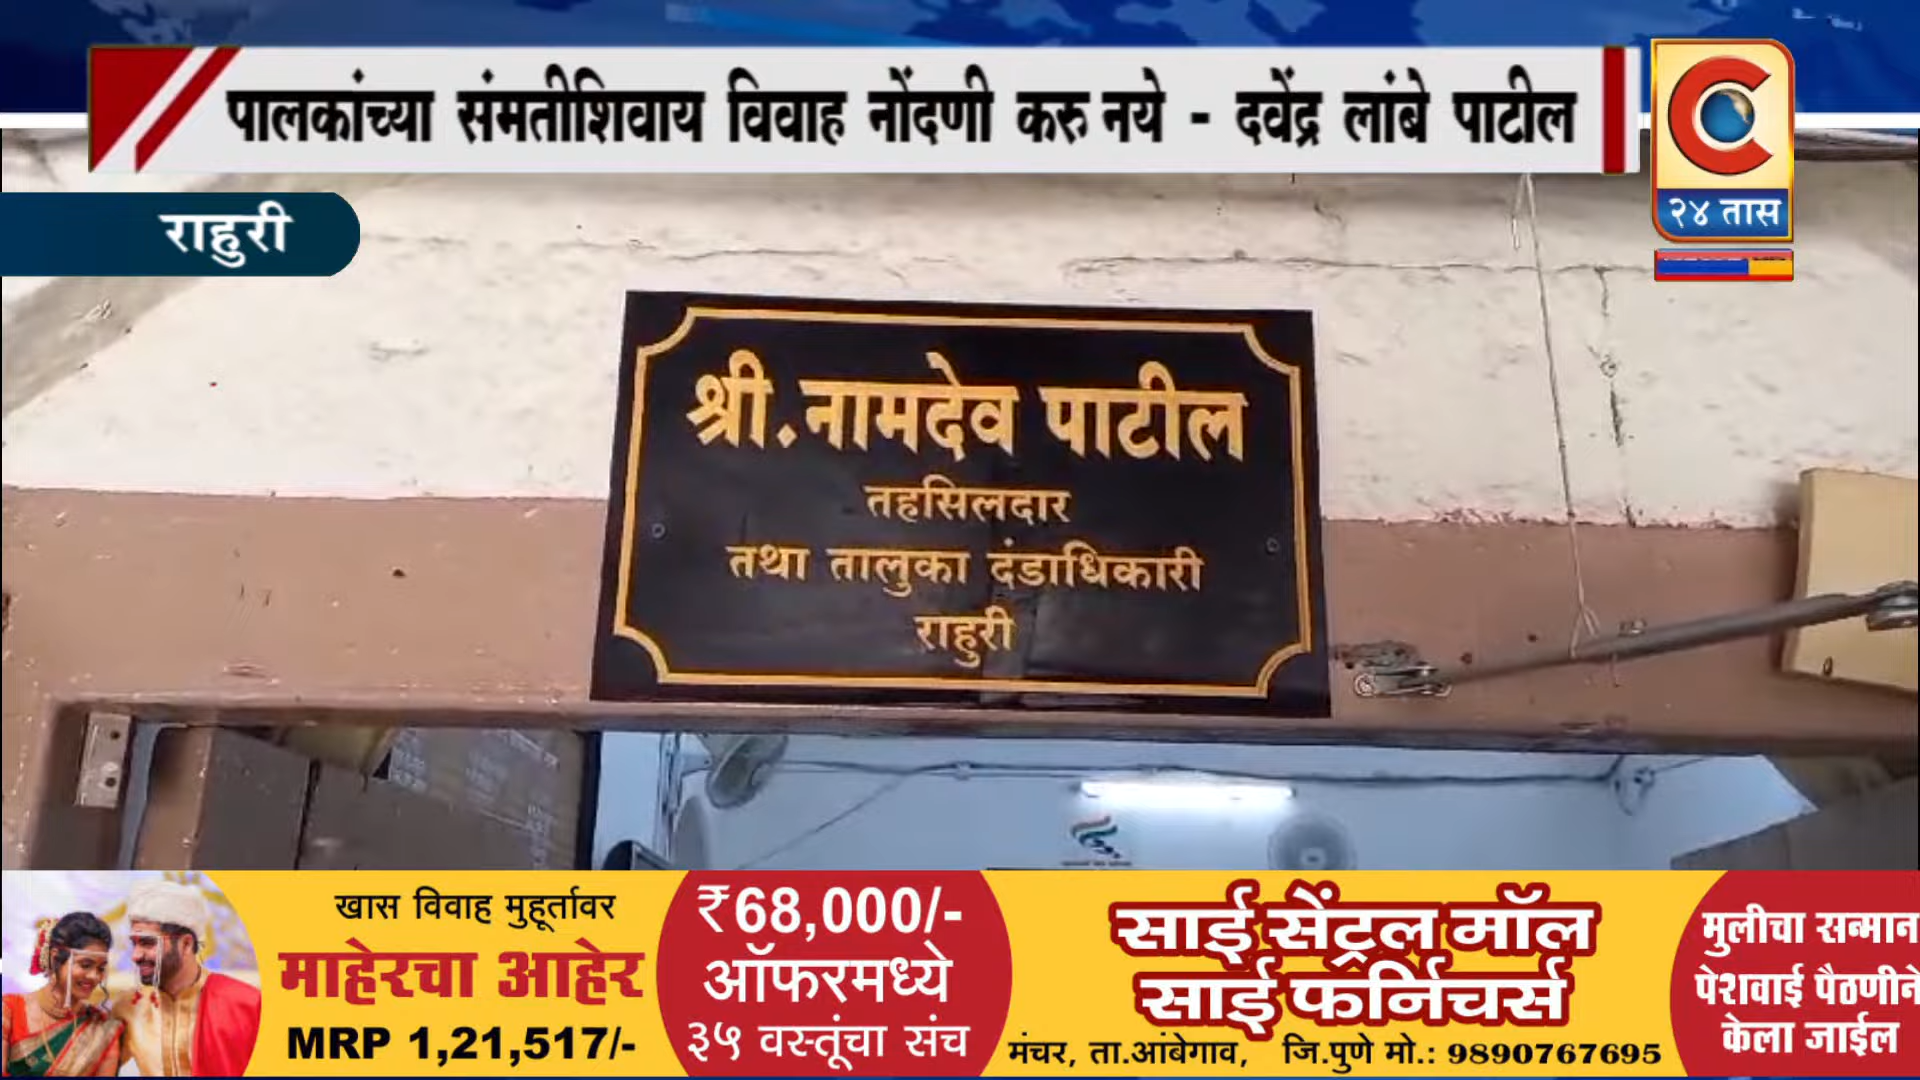 पालकांच्या संमतीशिवाय विवाह नोंदणी करु नये - दवेंद्र लांबे पाटील
C
२४ तास
राहुरी
श्री.नामदेव पाटील
तहसिलदार
तथा तालुका दंडाधिकारी
राहुरी
खास विवाह मुहूर्तावर
माहेरचा आहेर
MRP 1,21,517/-
₹68,000/-
ऑफरमध्ये
३५ वस्तूंचा संच
साई सेंट्रल मॉल
साई फर्निचर्स
मंचर, ता.आंबेगाव, जि.पुणे मो.: 9890767695
मुलीचा सन्मान
पेशवाई पैठणीने
केला जाईल